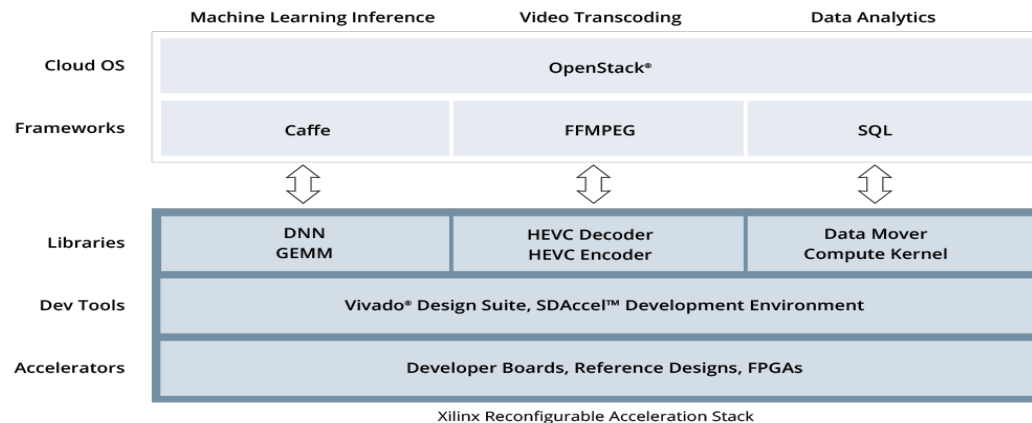 Machine Learning Inference Video Transcoding Data Analytics
Cloud OS OpenStack®
Frameworks Caffe FFMPEG SQL
Libraries DNN HEVC Decoder Data Mover
GEMM HEVC Encoder Compute Kernel
Dev Tools Vivado® Design Suite, SDAccel™ Development Environment
Accelerators Developer Boards, Reference Designs, FPGAs
Xilinx Reconfigurable Acceleration Stack